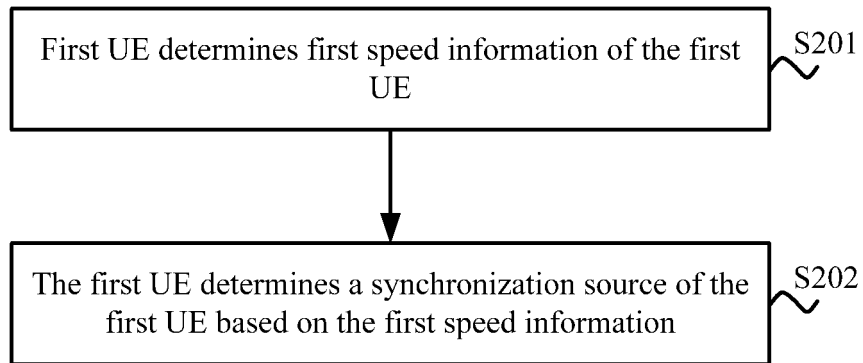 First UE determines first speed information of the first
UE
S201
The first UE determines a synchronization source of the
first UE based on the first speed information
S202